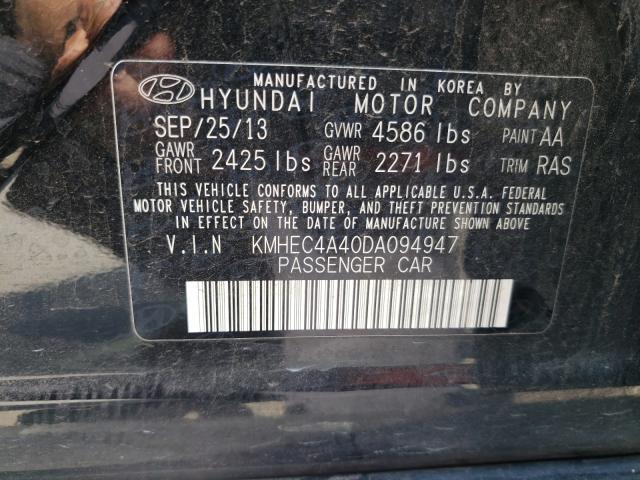 MANUFACTURED IN KOREA BY
HYUNDAI MOTOR COMPANY
SEP/25/13 GVWR 4586 lbs PAINT AA
GAWR FRONT 2425 lbs GAWR REAR 2271 lbs TRIM RAS
THIS VEHICLE CONFORMS TO ALL APPLICABLE U.S.A. FEDERAL
MOTOR VEHICLE SAFETY, BUMPER, AND THEFT PREVENTION STANDARDS
IN EFFECT ON THE DATE OF MANUFACTURE SHOWN ABOVE
V.I.N KMHEC4A40DA094947
PASSENGER CAR